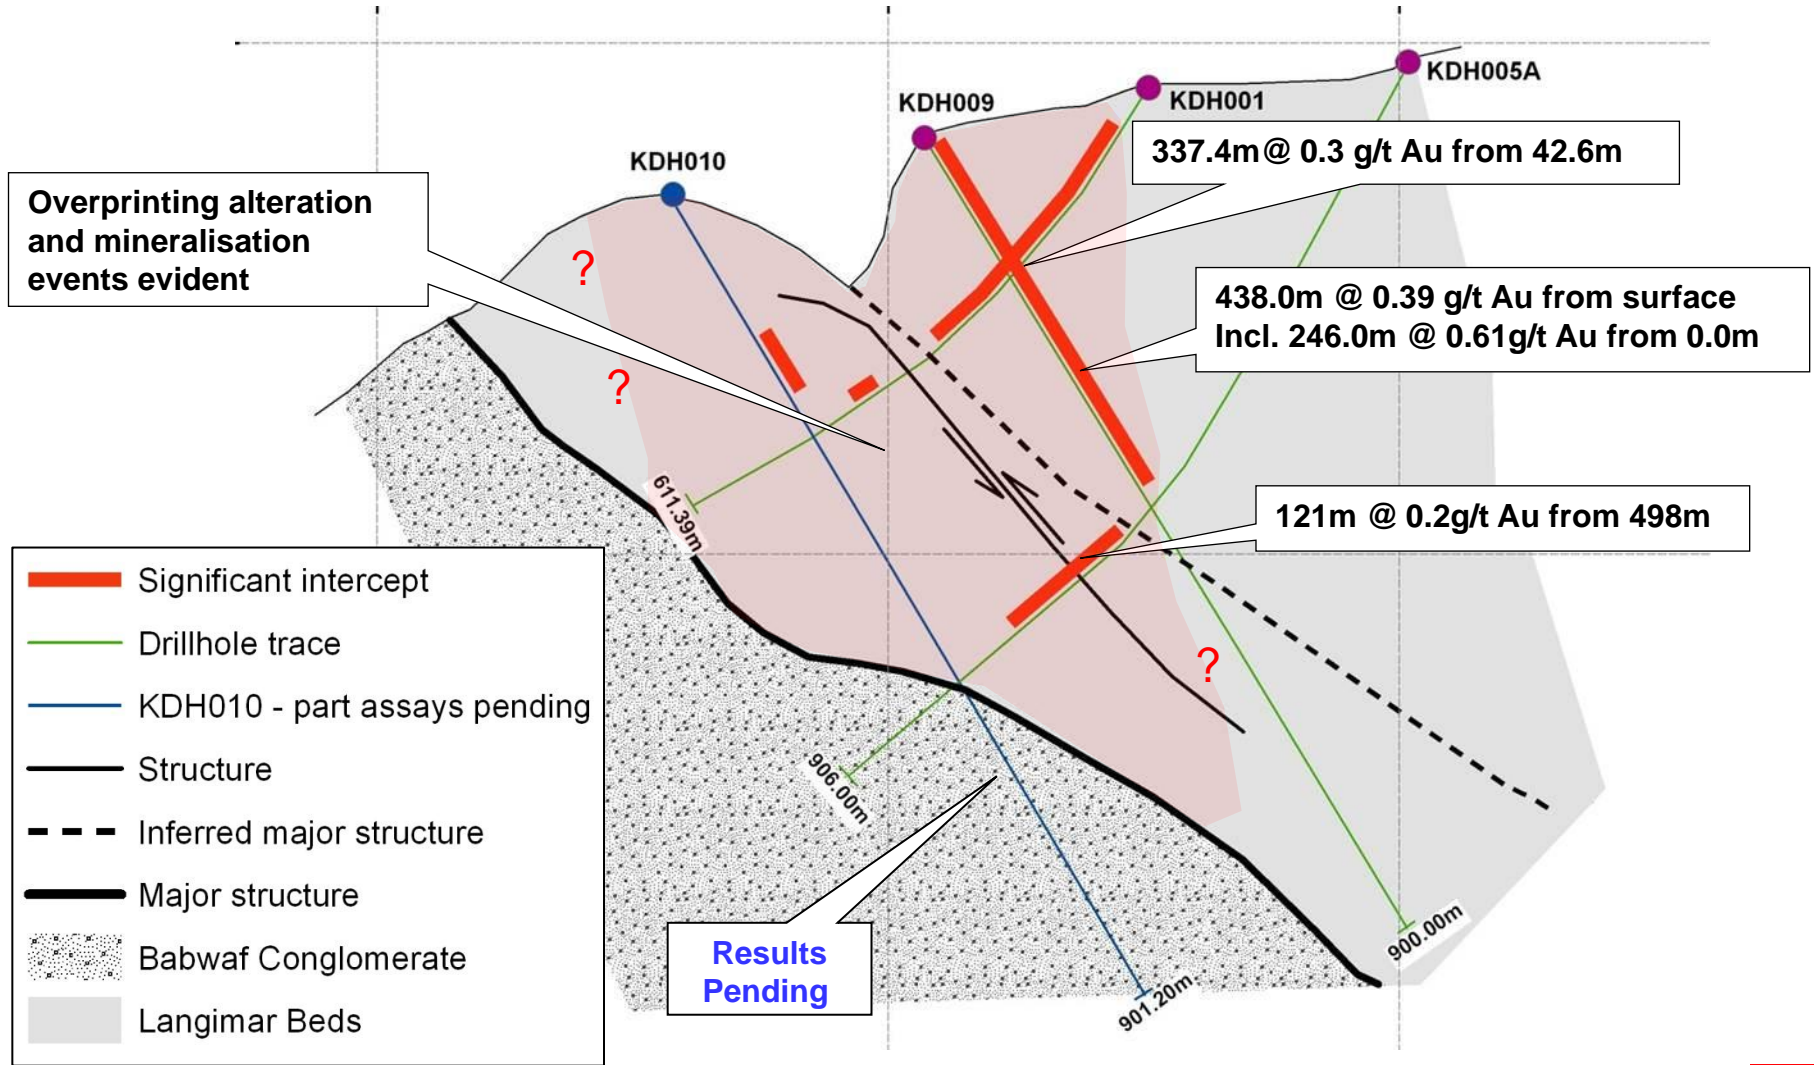 KDH005A
KDH001
KDH009
KDH010
337.4m@ 0.3 g/t Au from 42.6m
Overprinting alteration
and mineralisation
events evident
?
438.0m @ 0.39 g/t Au from surface
Incl. 246.0m @ 0.61g/t Au from 0.0m
?
611.39m
121m @ 0.2g/t Au from 498m
Significant intercept
Drillhole trace
KDH010 - part assays pending
Structure
Inferred major structure
Major structure
Babwaf Conglomerate
Langimar Beds
?
906.00m
Results
Pending
900.00m
901.20m